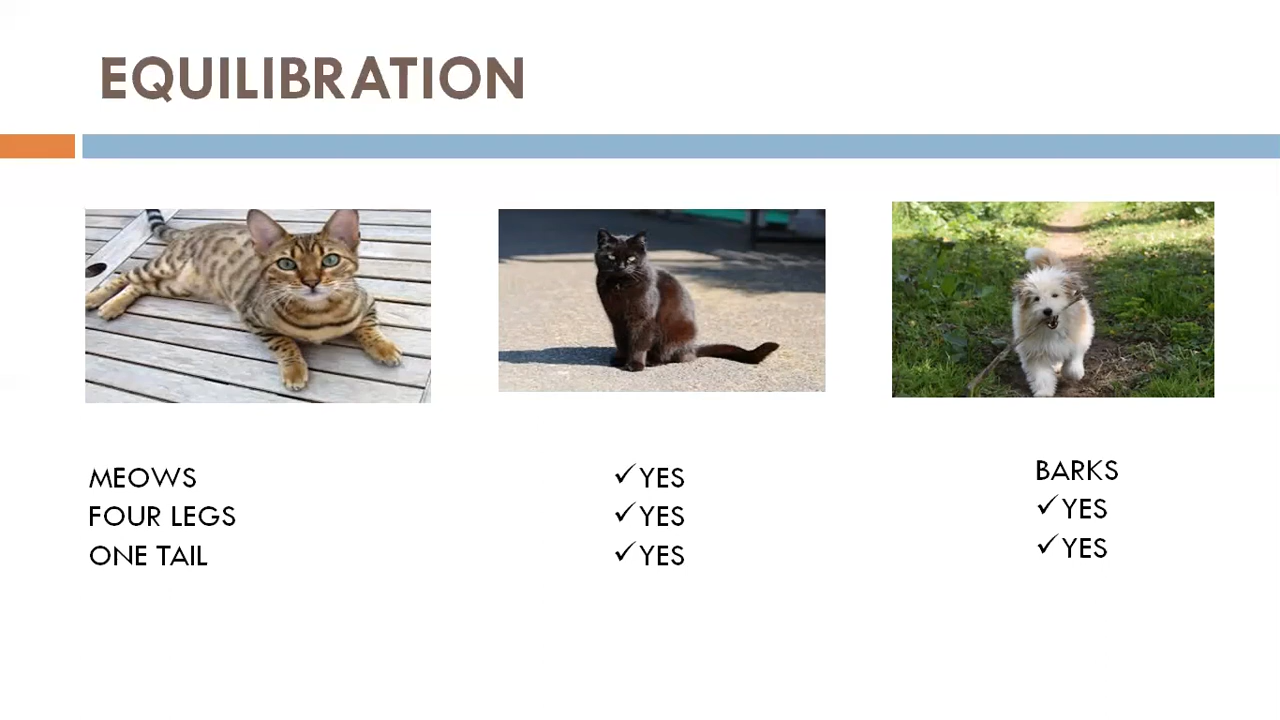 EQUILIBRATION
MEOWS
FOUR LEGS
ONE TAIL
✓YES
✓YES
✓YES
BARKS
✓YES
✓YES